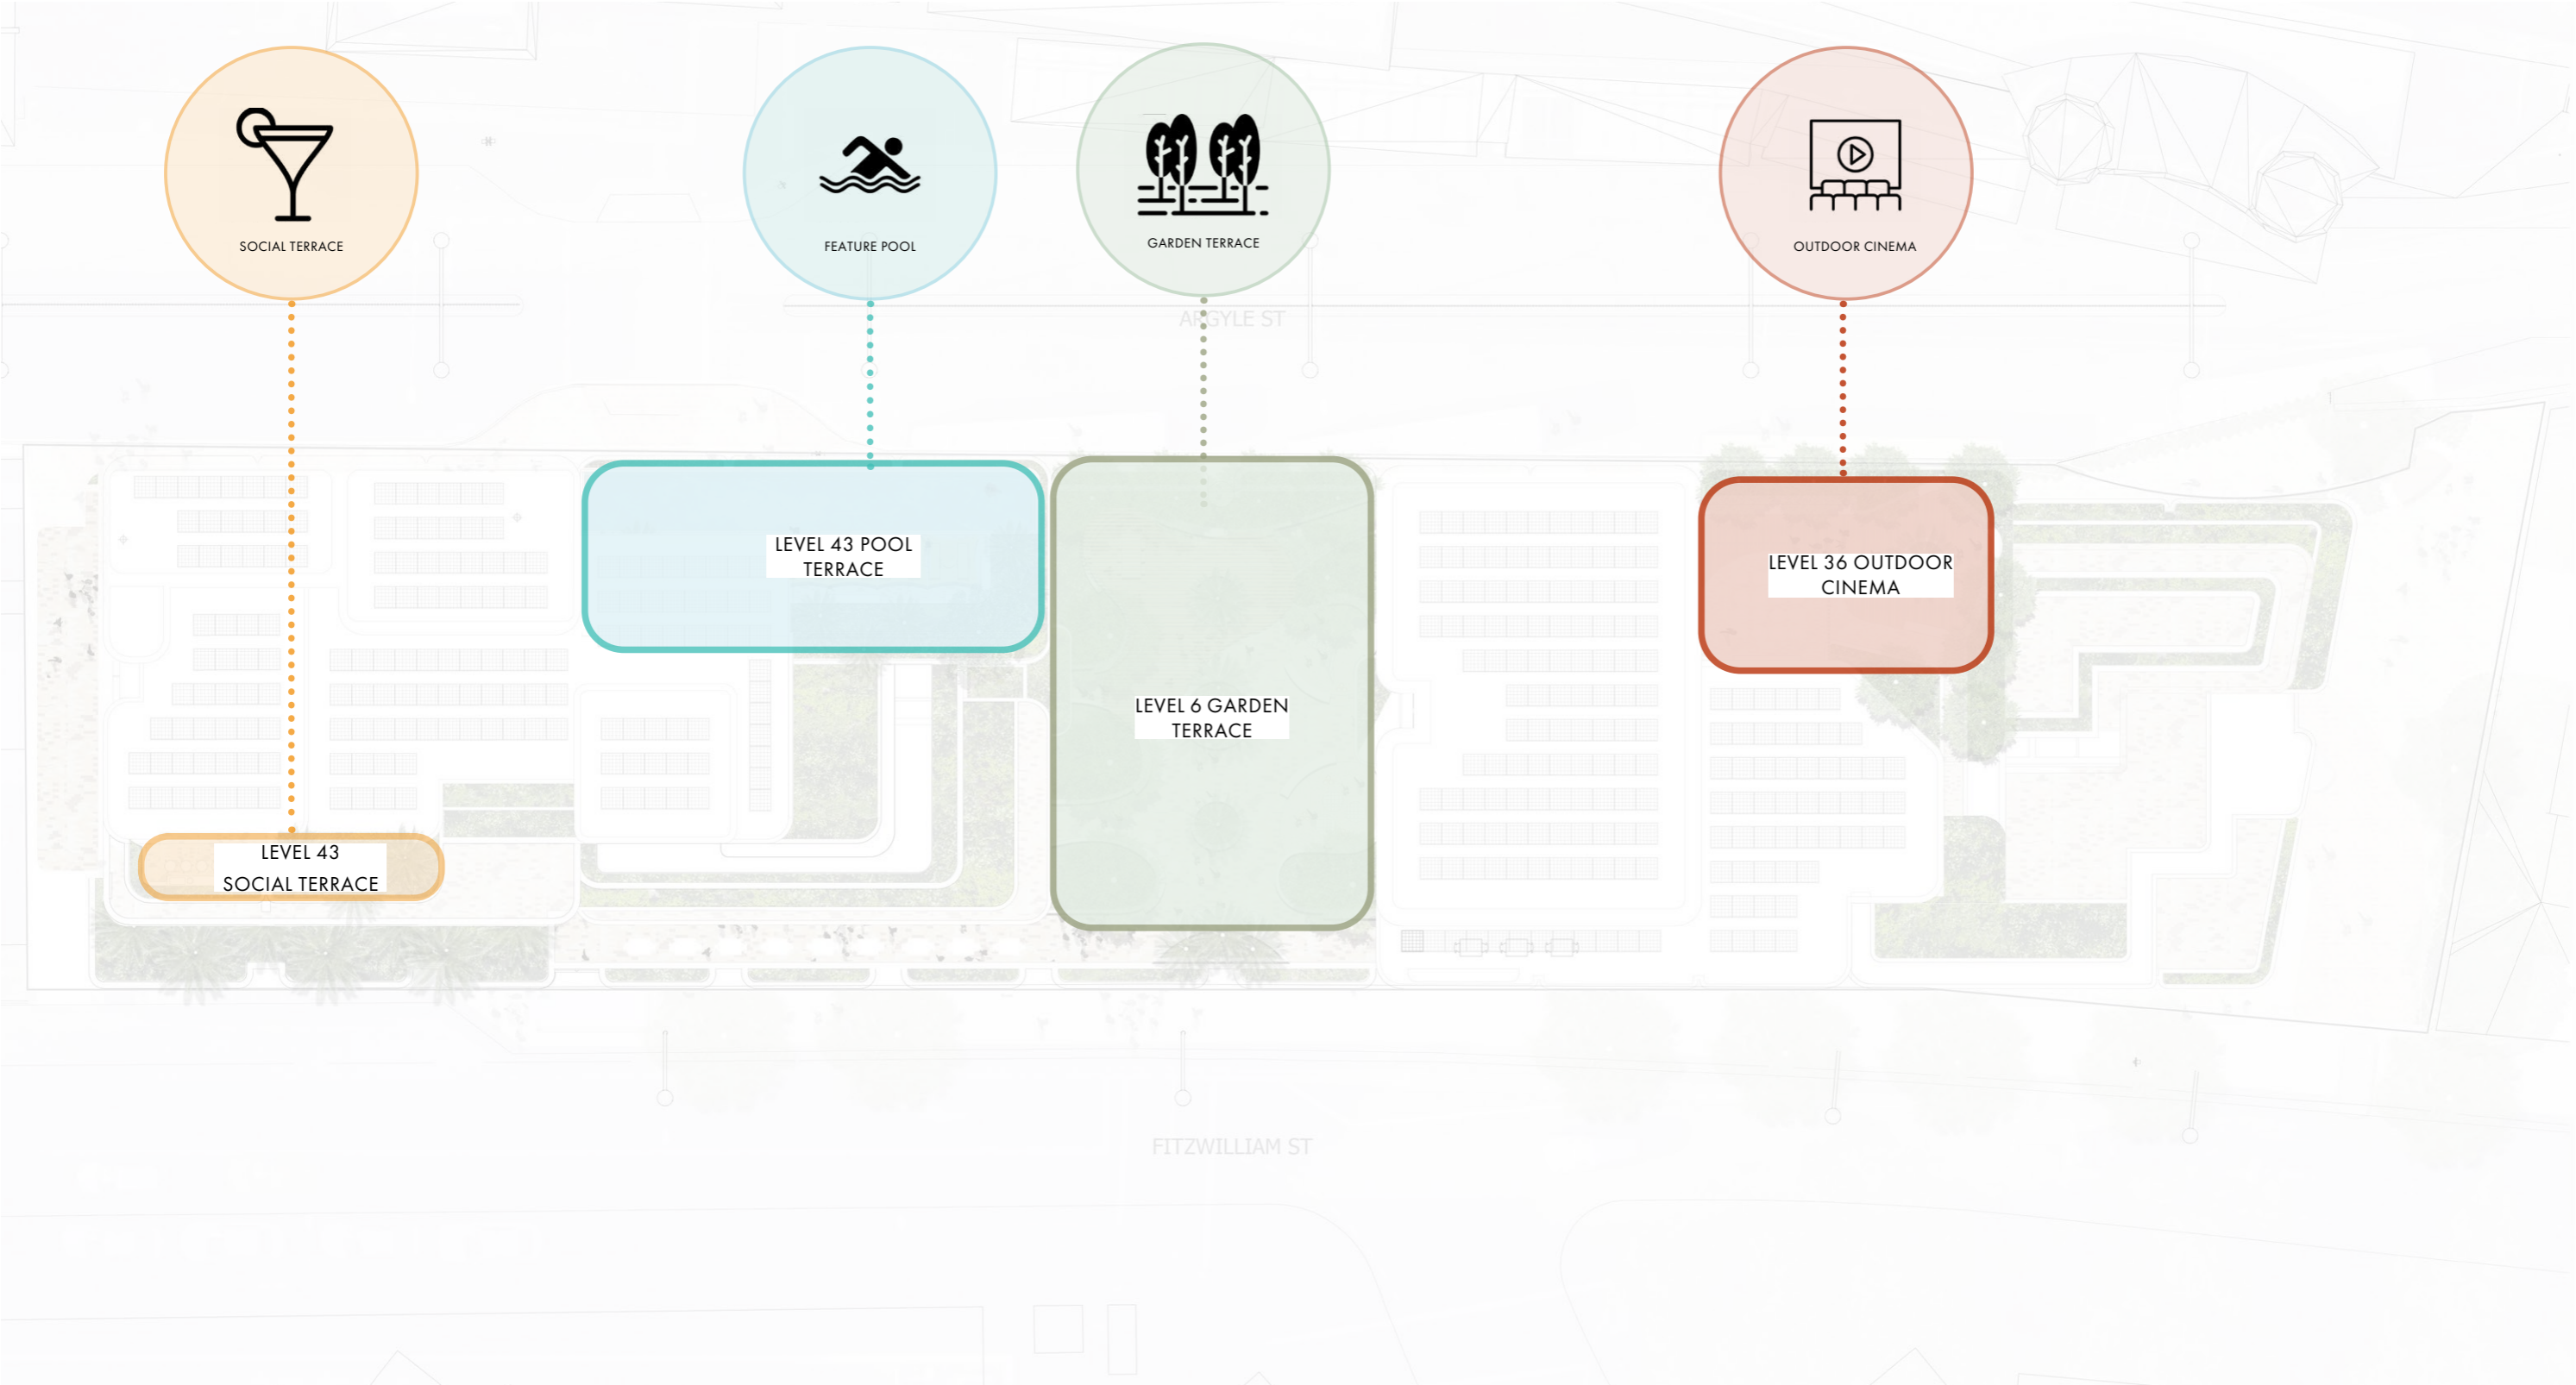 SOCIAL TERRACE
FEATURE POOL
GARDEN TERRACE
OUTDOOR CINEMA
ARGYLE ST
LEVEL 43 POOL
TERRACE
LEVEL 36 OUTDOOR
CINEMA
LEVEL 6 GARDEN
TERRACE
LEVEL 43
SOCIAL TERRACE
FITZWILLIAM ST